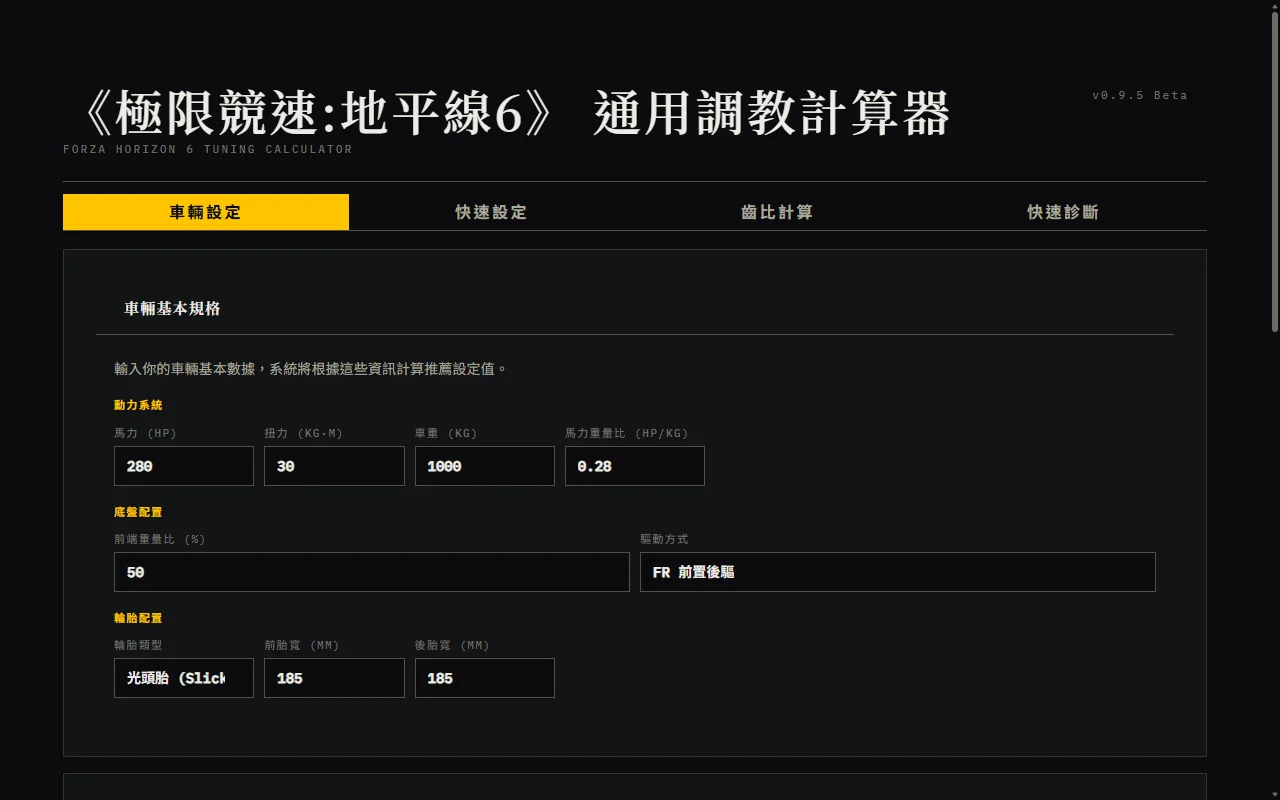 《極限競速:地平線6》 通用調教計算器
v0.9.5 Beta
FORZA HORIZON 6 TUNING CALCULATOR
車輛設定 快速設定 齒比計算 快速診斷
車輛基本規格
輸入你的車輛基本數據，系統將根據這些資訊計算推薦設定值。
動力系統
馬力 (HP) 扭力 (KG·M) 車重 (KG) 馬力重量比 (HP/KG)
280 30 1000 0.28
底盤配置
前端重量比 (%) 驅動方式
50 FR 前置後驅
輪胎配置
輪胎類型 前胎寬 (MM) 後胎寬 (MM)
光頭胎 (Slick 185 185